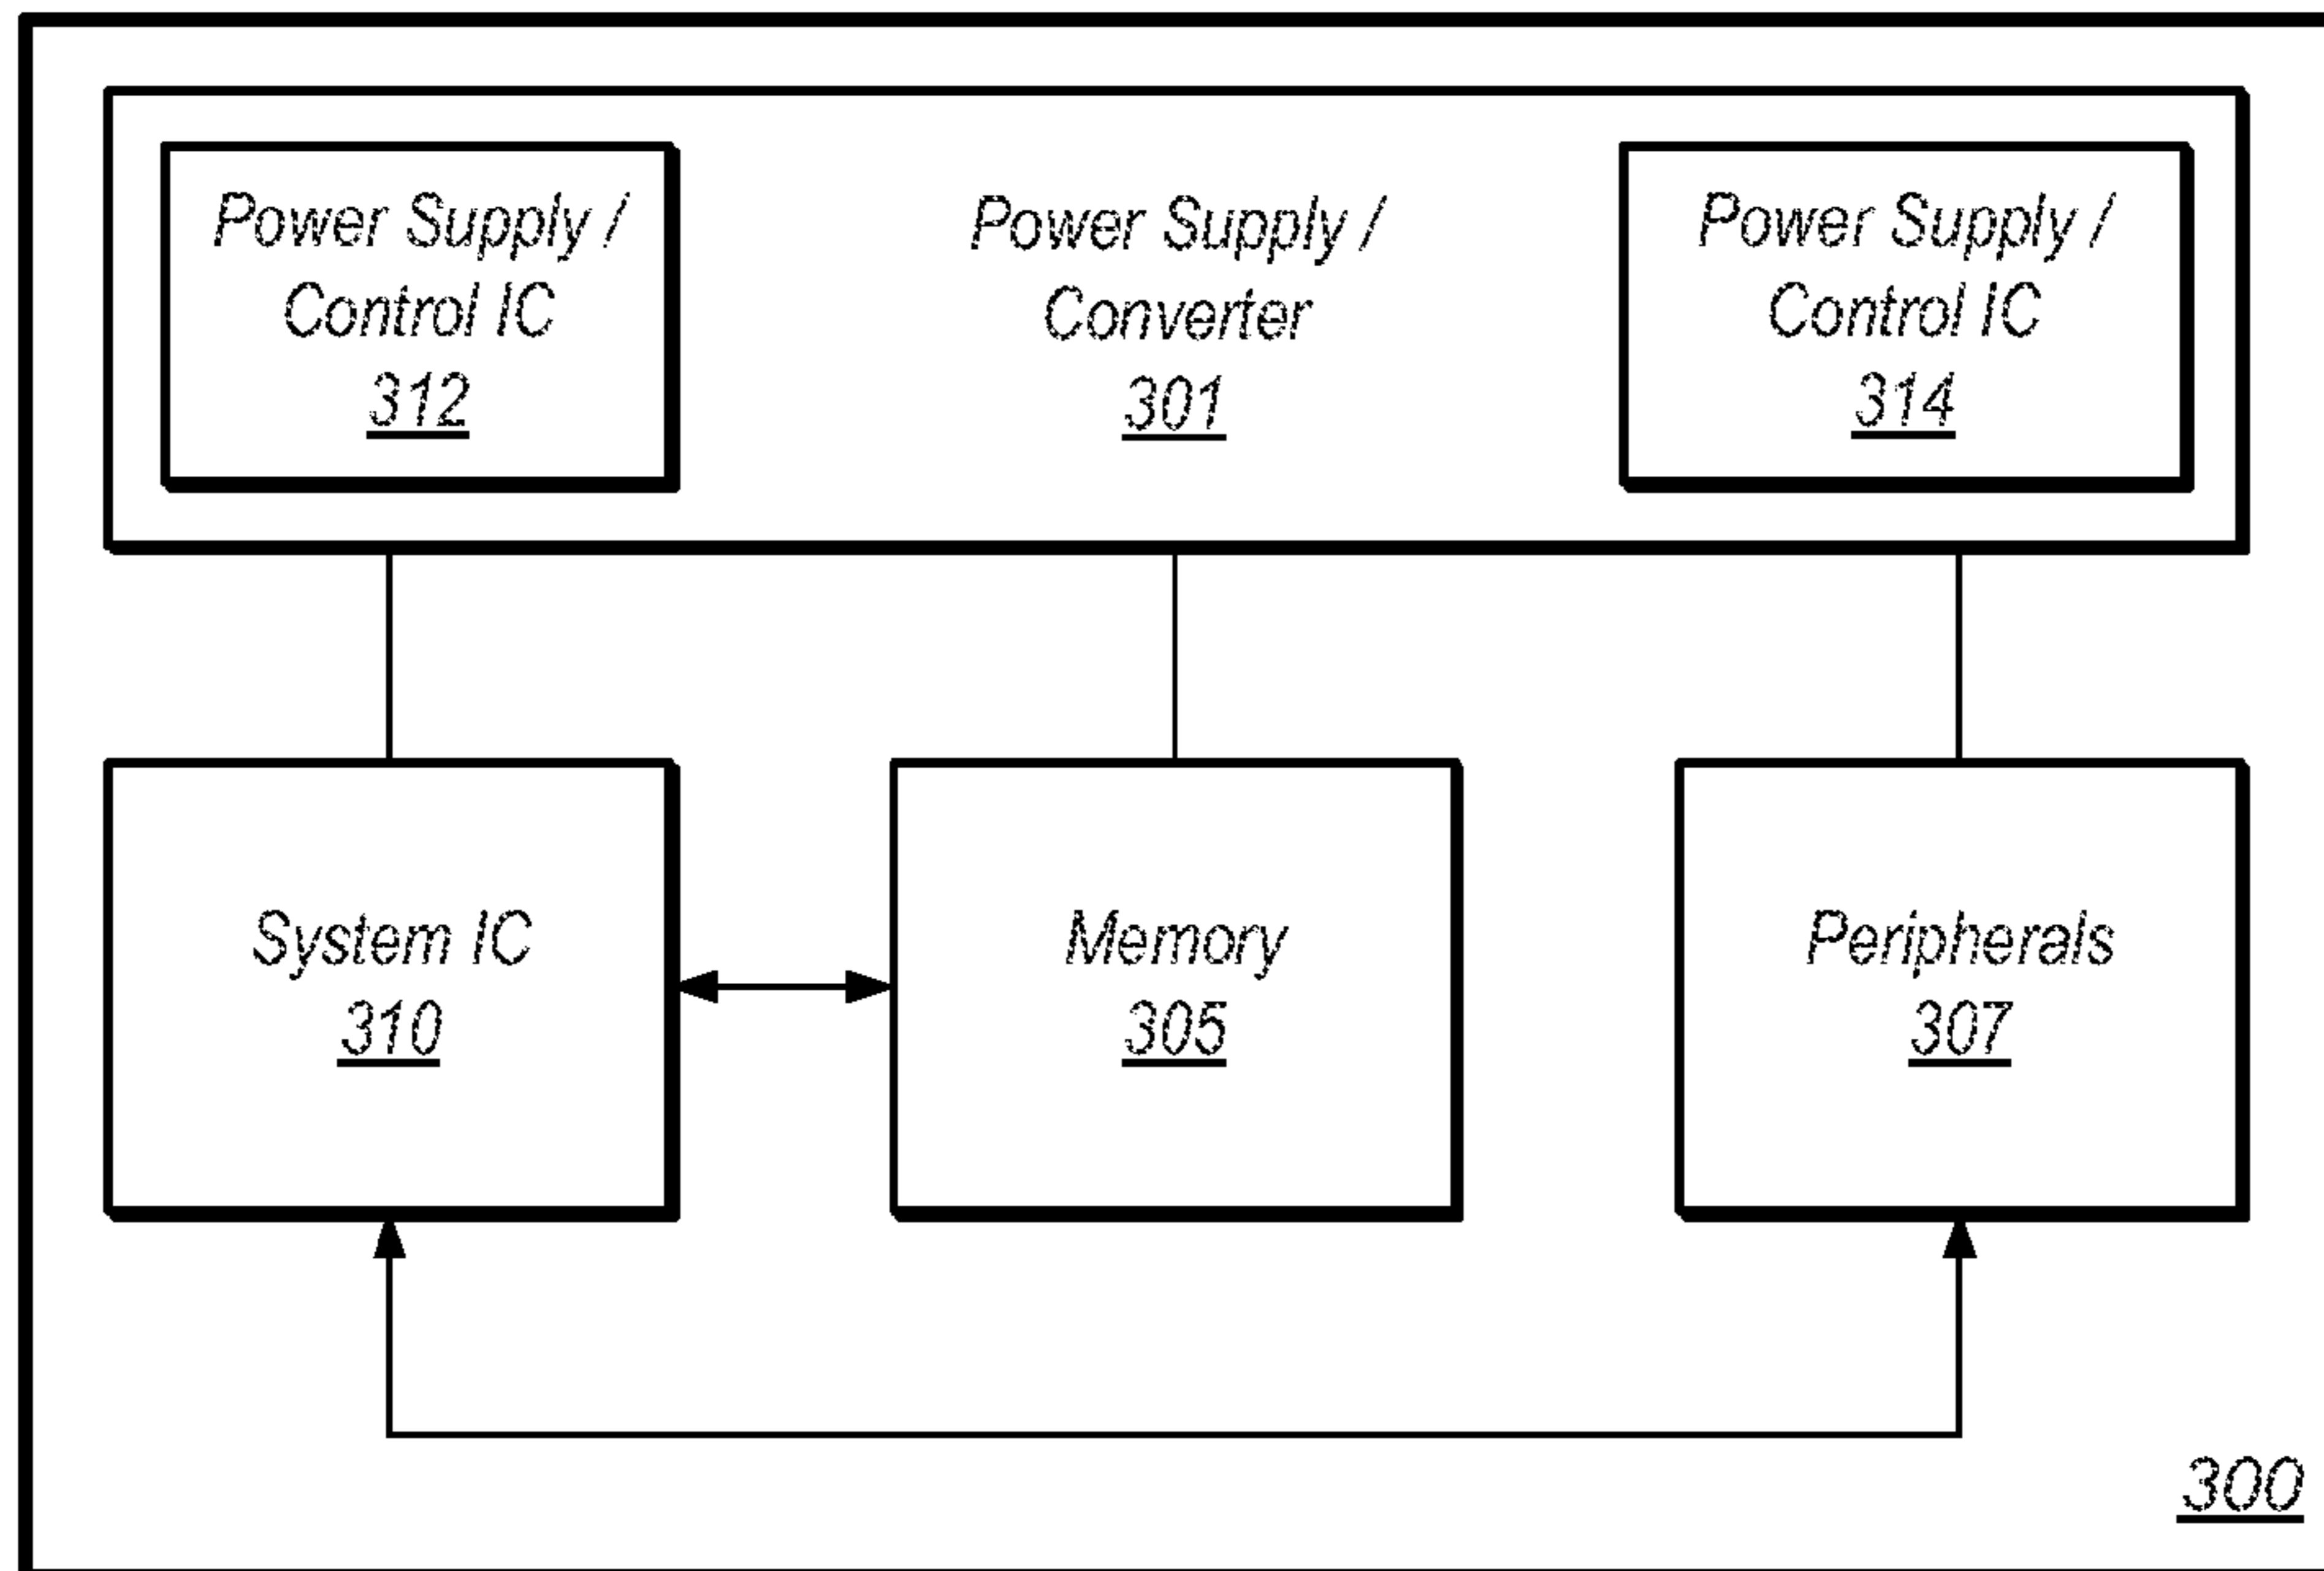 Power Supply /
Control IC
312
Power Supply /
Converter
301
Power Supply /
Control IC
314
System IC
310
Memory
305
Peripherals
307
300